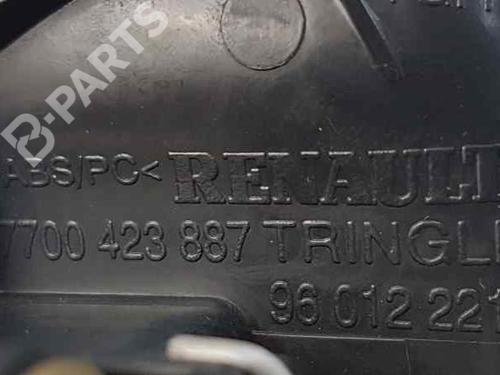 B-PARTS
ABS/PC< RENAULT
7700 423 887 TRINGL
96 012 221